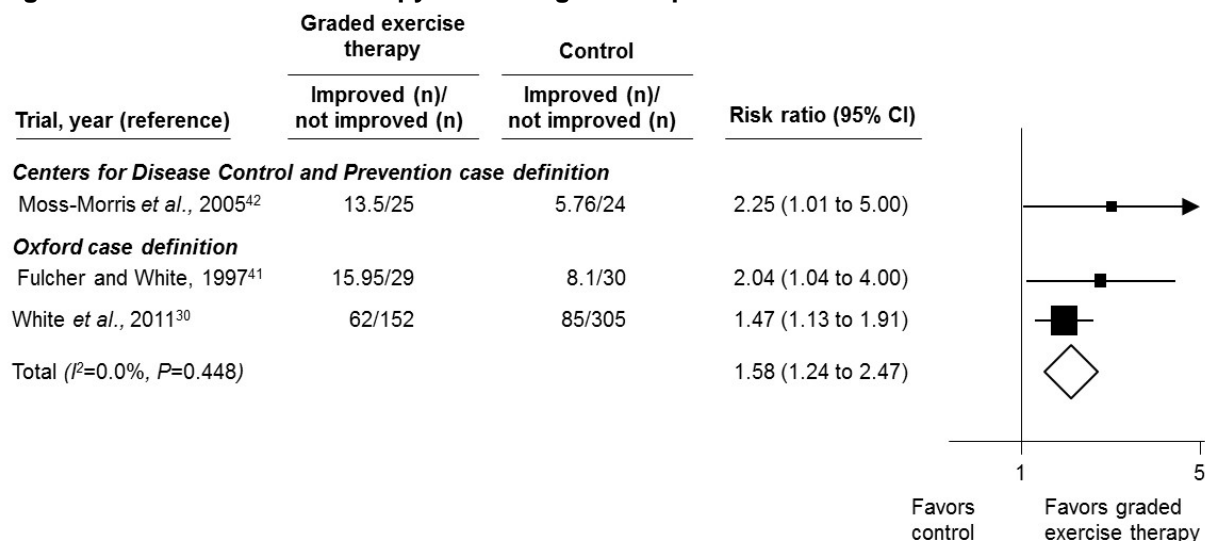 Graded exercise
therapy
Control
Improved (n)/
not improved (n)
Improved (n)/
not improved (n)
Trial, year (reference)
Risk ratio (95% CI)
Centers for Disease Control and Prevention case definition
Moss-Morris et al., 2005⁴² 13.5/25 5.76/24 2.25 (1.01 to 5.00)
Oxford case definition
Fulcher and White, 1997⁴¹ 15.95/29 8.1/30 2.04 (1.04 to 4.00)
White et al., 2011³⁰ 62/152 85/305 1.47 (1.13 to 1.91)
Total (I²=0.0%, P=0.448) 1.58 (1.24 to 2.47)
1 5
Favors
control
Favors graded
exercise therapy